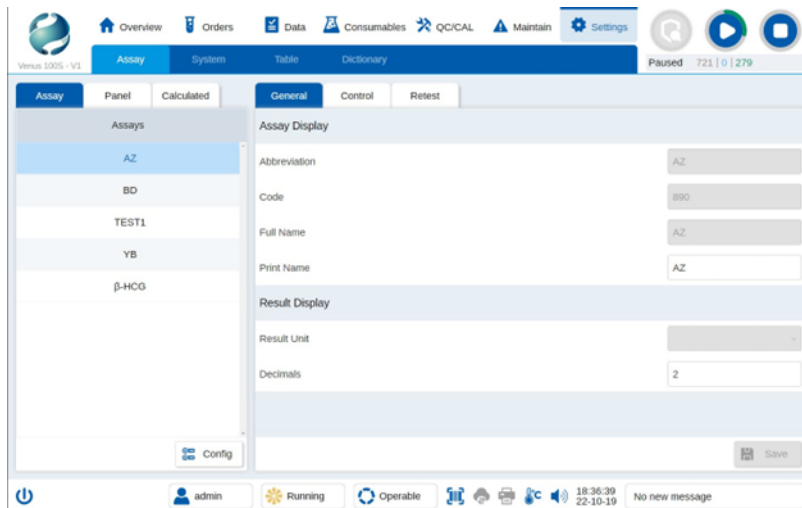 Overview
Orders
Data
Consumables
QC/CAL
Maintain
Settings
Venus 100S - V1
Assay
System
Table
Dictionary
Paused 721 | 0 | 279
Assay
Panel
Calculated
General
Control
Retest
Assays
AZ
BD
TEST1
YB
β-HCG
Config
Assay Display
Abbreviation
AZ
Code
890
Full Name
AZ
Print Name
AZ
Result Display
Result Unit
Decimals
2
Save
admin
Running
Operable
°C
18:36:39
22-10-19
No new message